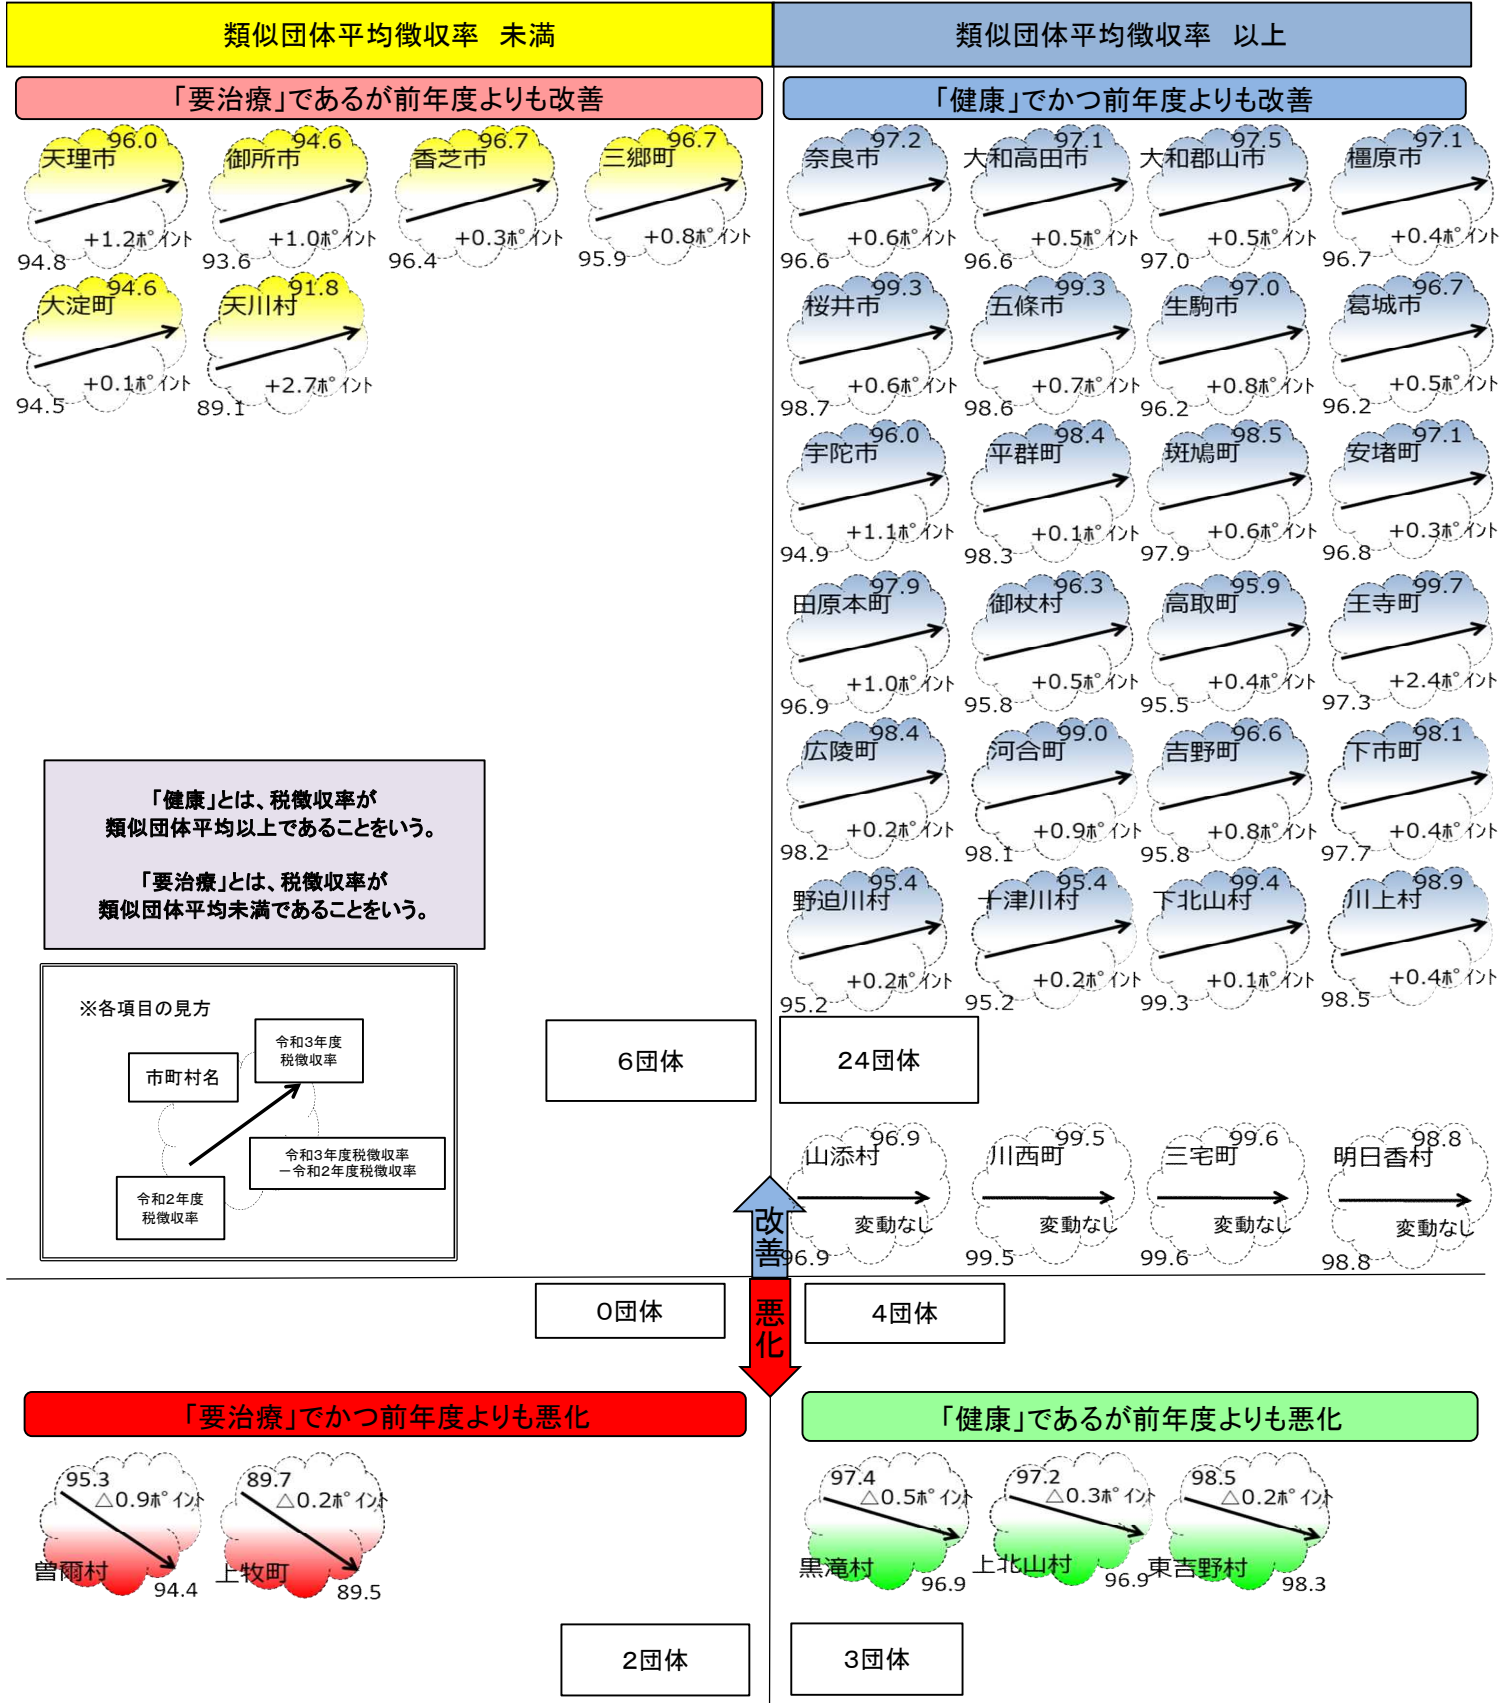 類似団体平均徴収率　未満
類似団体平均徴収率　以上
「要治療」であるが前年度よりも改善
天理市 96.0
+1.2ﾎﾟｲﾝﾄ
94.8
御所市 94.6
+1.0ﾎﾟｲﾝﾄ
93.6
香芝市 96.7
+0.3ﾎﾟｲﾝﾄ
96.4
三郷町 96.7
+0.8ﾎﾟｲﾝﾄ
95.9
大淀町 94.6
+0.1ﾎﾟｲﾝﾄ
94.5
天川村 91.8
+2.7ﾎﾟｲﾝﾄ
89.1
「健康」でかつ前年度よりも改善
奈良市 97.2
+0.6ﾎﾟｲﾝﾄ
96.6
大和高田市 97.1
+0.5ﾎﾟｲﾝﾄ
96.6
大和郡山市 97.5
+0.5ﾎﾟｲﾝﾄ
97.0
橿原市 97.1
+0.4ﾎﾟｲﾝﾄ
96.7
桜井市 99.3
+0.6ﾎﾟｲﾝﾄ
98.7
五條市 99.3
+0.7ﾎﾟｲﾝﾄ
98.6
生駒市 97.0
+0.8ﾎﾟｲﾝﾄ
96.2
葛城市 96.7
+0.5ﾎﾟｲﾝﾄ
96.2
宇陀市 96.0
+1.1ﾎﾟｲﾝﾄ
94.9
平群町 98.4
+0.1ﾎﾟｲﾝﾄ
98.3
斑鳩町 98.5
+0.6ﾎﾟｲﾝﾄ
97.9
安堵町 97.1
+0.3ﾎﾟｲﾝﾄ
96.8
田原本町 97.9
+1.0ﾎﾟｲﾝﾄ
96.9
御杖村 96.3
+0.5ﾎﾟｲﾝﾄ
95.8
高取町 95.9
+0.4ﾎﾟｲﾝﾄ
95.5
王寺町 99.7
+2.4ﾎﾟｲﾝﾄ
97.3
広陵町 98.4
+0.2ﾎﾟｲﾝﾄ
98.2
河合町 99.0
+0.9ﾎﾟｲﾝﾄ
98.1
吉野町 96.6
+0.8ﾎﾟｲﾝﾄ
95.8
下市町 98.1
+0.4ﾎﾟｲﾝﾄ
97.7
野迫川村 95.4
+0.2ﾎﾟｲﾝﾄ
95.2
十津川村 95.4
+0.2ﾎﾟｲﾝﾄ
95.2
下北山村 99.4
+0.1ﾎﾟｲﾝﾄ
99.3
川上村 98.9
+0.4ﾎﾟｲﾝﾄ
98.5
「健康」とは、税徴収率が
類似団体平均以上であることをいう。
「要治療」とは、税徴収率が
類似団体平均未満であることをいう。
※各項目の見方
令和3年度
税徴収率
市町村名
令和3年度税徴収率
－令和2年度税徴収率
令和2年度
税徴収率
6団体
24団体
山添村 96.9
変動なし
96.9
川西町 99.5
変動なし
99.5
三宅町 99.6
変動なし
99.6
明日香村 98.8
変動なし
98.8
改善
悪化
0団体
4団体
「要治療」でかつ前年度よりも悪化
95.3
△0.9ﾎﾟｲﾝﾄ
曽爾村
94.4
89.7
△0.2ﾎﾟｲﾝﾄ
上牧町
89.5
「健康」であるが前年度よりも悪化
97.4
△0.5ﾎﾟｲﾝﾄ
黒滝村
96.9
97.2
△0.3ﾎﾟｲﾝﾄ
上北山村
96.9
98.5
△0.2ﾎﾟｲﾝﾄ
東吉野村
98.3
2団体
3団体